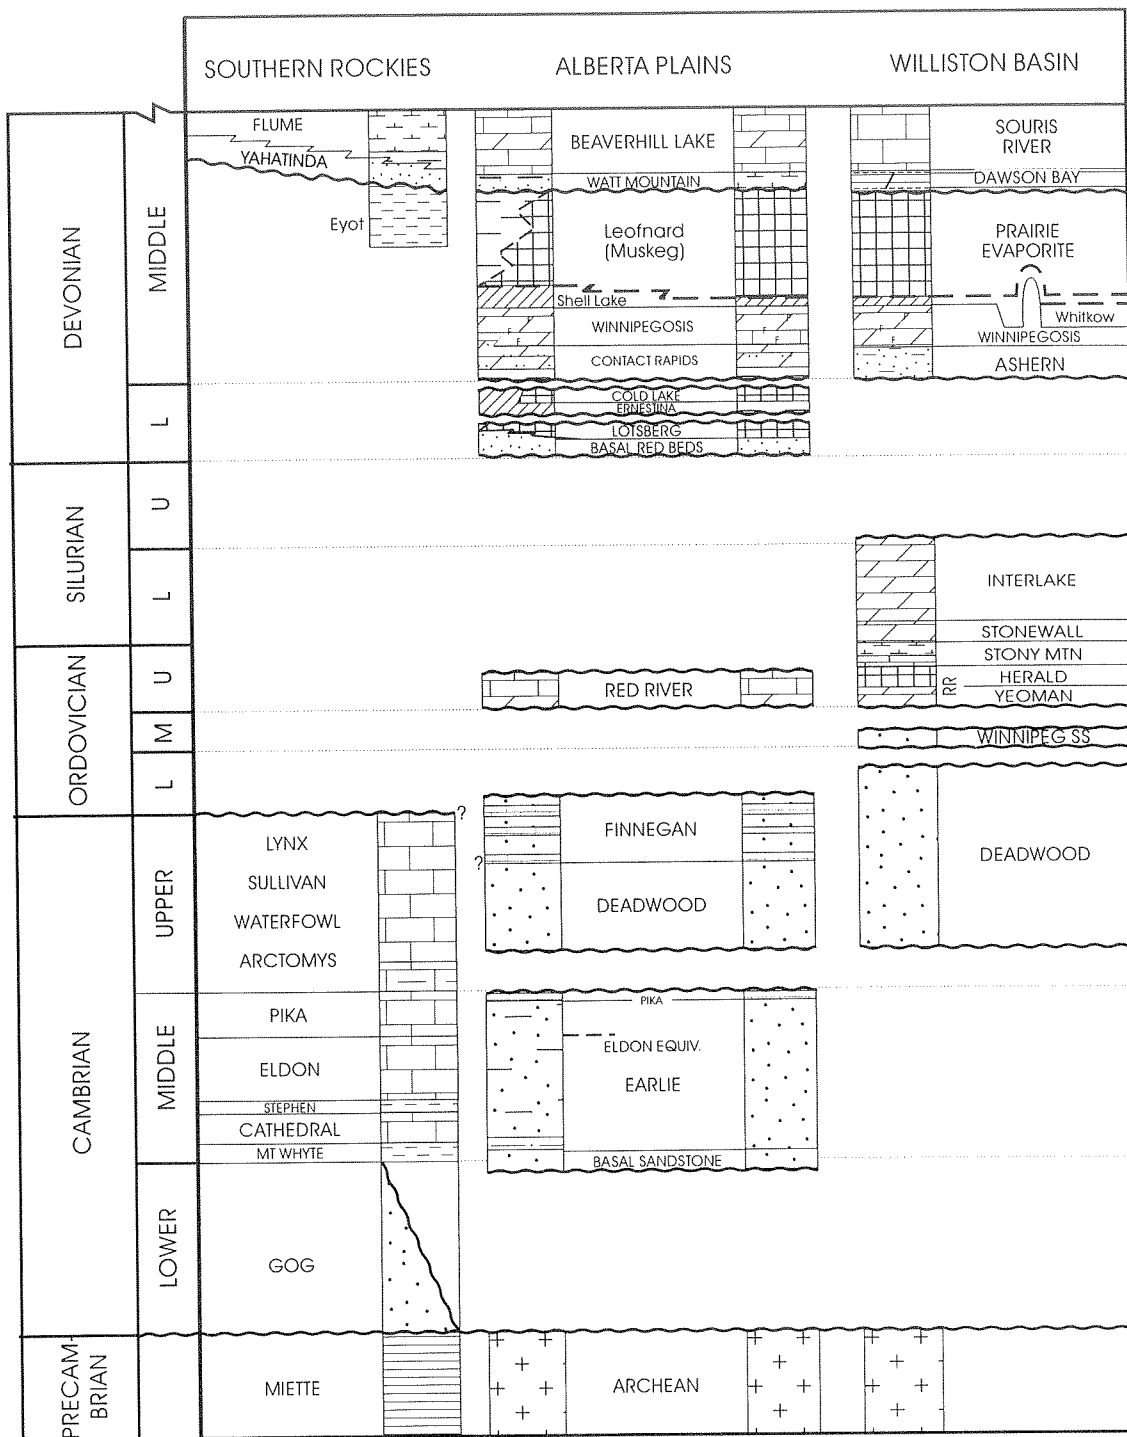 SOUTHERN ROCKIES
ALBERTA PLAINS
WILLISTON BASIN
DEVONIAN
MIDDLE
L
SILURIAN
U
L
ORDOVICIAN
U
M
L
CAMBRIAN
UPPER
MIDDLE
LOWER
PRECAM-
BRIAN
FLUME
YAHATINDA
Eyot
LYNX
SULLIVAN
WATERFOWL
ARCTOMYS
PIKA
ELDON
STEPHEN
CATHEDRAL
MT WHYTE
GOG
MIETTE
?
?
BEAVERHILL LAKE
WATT MOUNTAIN
Leofnard
(Muskeg)
Shell Lake
WINNIPEGOSIS
F
F
F
F
CONTACT RAPIDS
COLD LAKE
ERNESTINA
LOTSBERG
BASAL RED BEDS
RED RIVER
FINNEGAN
DEADWOOD
PIKA
ELDON EQUIV.
EARLIE
BASAL SANDSTONE
ARCHEAN
SOURIS
RIVER
DAWSON BAY
PRAIRIE
EVAPORITE
Whitkow
WINNIPEGOSIS
F
F
ASHERN
INTERLAKE
STONEWALL
STONY MTN
RR
HERALD
YEOMAN
WINNIPEG SS
DEADWOOD